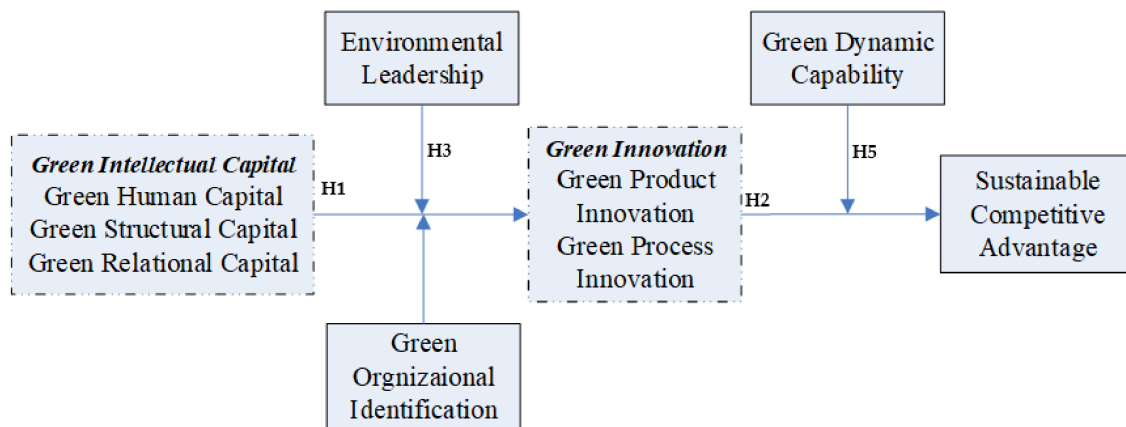 Environmental
Leadership
Green Dynamic
Capability
Green Intellectual Capital
Green Human Capital
Green Structural Capital
Green Relational Capital
H1
H3
Green Innovation
Green Product
Innovation
Green Process
Innovation
H2
H5
Sustainable
Competitive
Advantage
Green
Orgnizaional
Identification